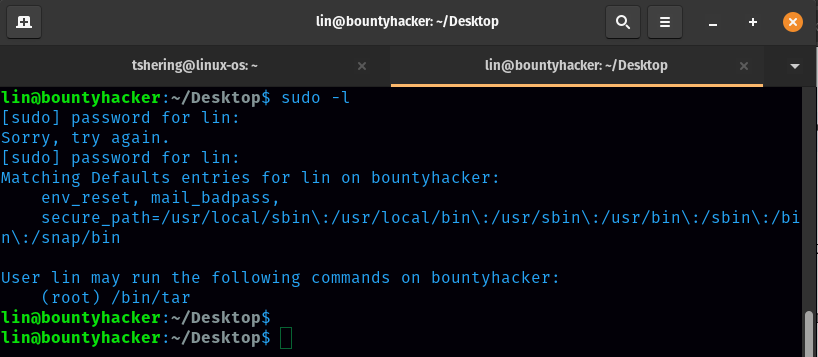 lin@bountyhacker: ~/Desktop
tshering@linux-os: ~
lin@bountyhacker: ~/Desktop
lin@bountyhacker:~/Desktop$ sudo -l
[sudo] password for lin:
Sorry, try again.
[sudo] password for lin:
Matching Defaults entries for lin on bountyhacker:
    env_reset, mail_badpass,
    secure_path=/usr/local/sbin\:/usr/local/bin\:/usr/sbin\:/usr/bin\:/sbin\:/bi
n\:/snap/bin

User lin may run the following commands on bountyhacker:
    (root) /bin/tar
lin@bountyhacker:~/Desktop$
lin@bountyhacker:~/Desktop$